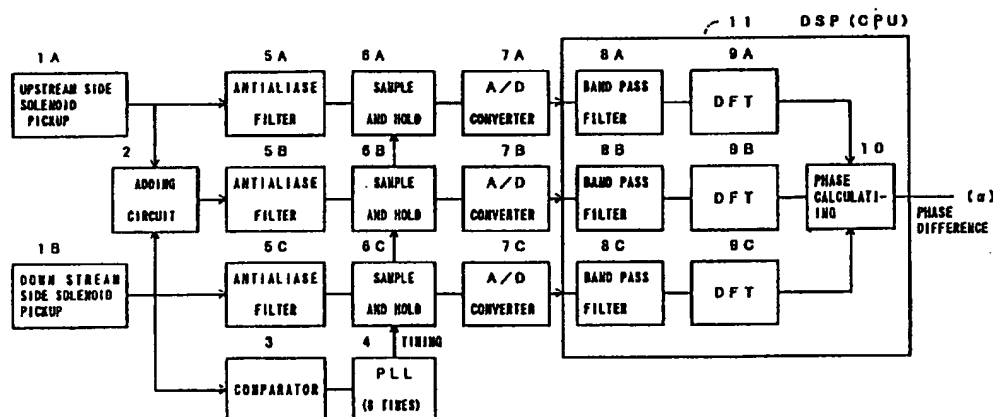 11 DSP (CPU)
1A 5A 6A 7A 8A 9A
UPSTREAM SIDE
SOLENOID
PICKUP
ANTIALIASE
FILTER
SAMPLE
AND HOLD
A/D
CONVERTER
BAND PASS
FILTER
DFT
2 5B 6B 7B 8B 9B 10
ADDING
CIRCUIT
ANTIALIASE
FILTER
SAMPLE
AND HOLD
A/D
CONVERTER
BAND PASS
FILTER
DFT
PHASE
CALCULATI-
NG
(α)
PHASE
DIFFERENCE
1B 5C 6C 7C 8C 9C
DOWN STREAM
SIDE SOLENOID
PICKUP
ANTIALIASE
FILTER
SAMPLE
AND HOLD
A/D
CONVERTER
BAND PASS
FILTER
DFT
3 4 TIMING
COMPARATOR
PLL
(8 TIMES)